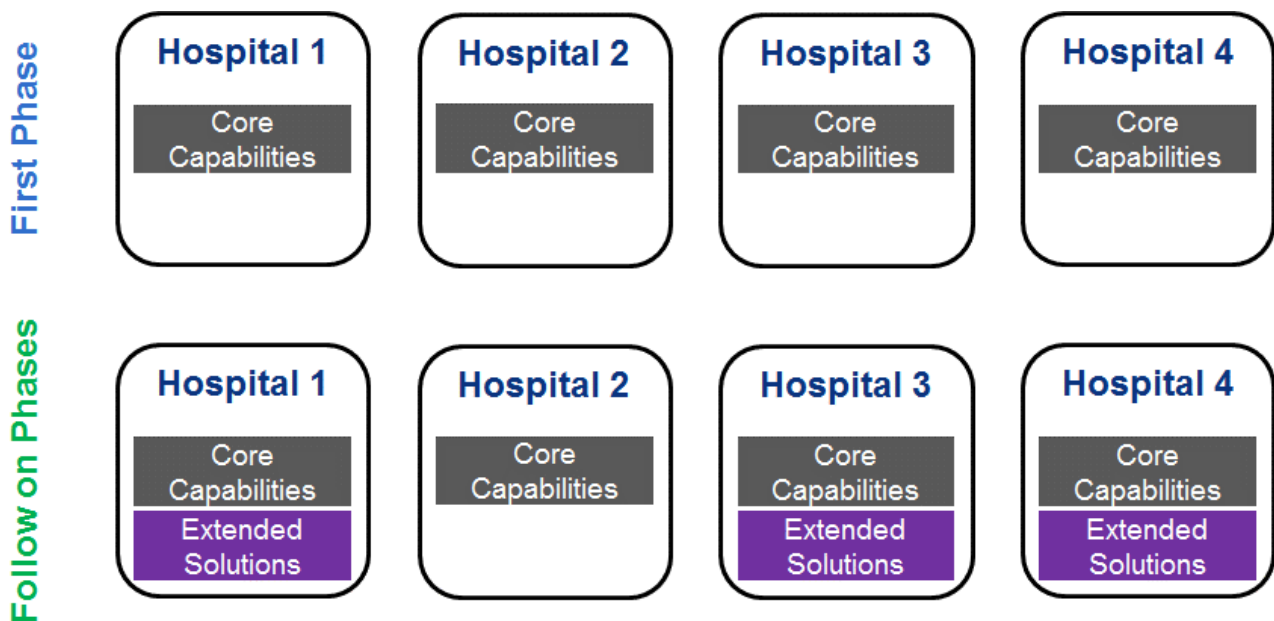 First Phase
Hospital 1
Core
Capabilities
Hospital 2
Core
Capabilities
Hospital 3
Core
Capabilities
Hospital 4
Core
Capabilities
Follow on Phases
Hospital 1
Core
Capabilities
Extended
Solutions
Hospital 2
Core
Capabilities
Hospital 3
Core
Capabilities
Extended
Solutions
Hospital 4
Core
Capabilities
Extended
Solutions